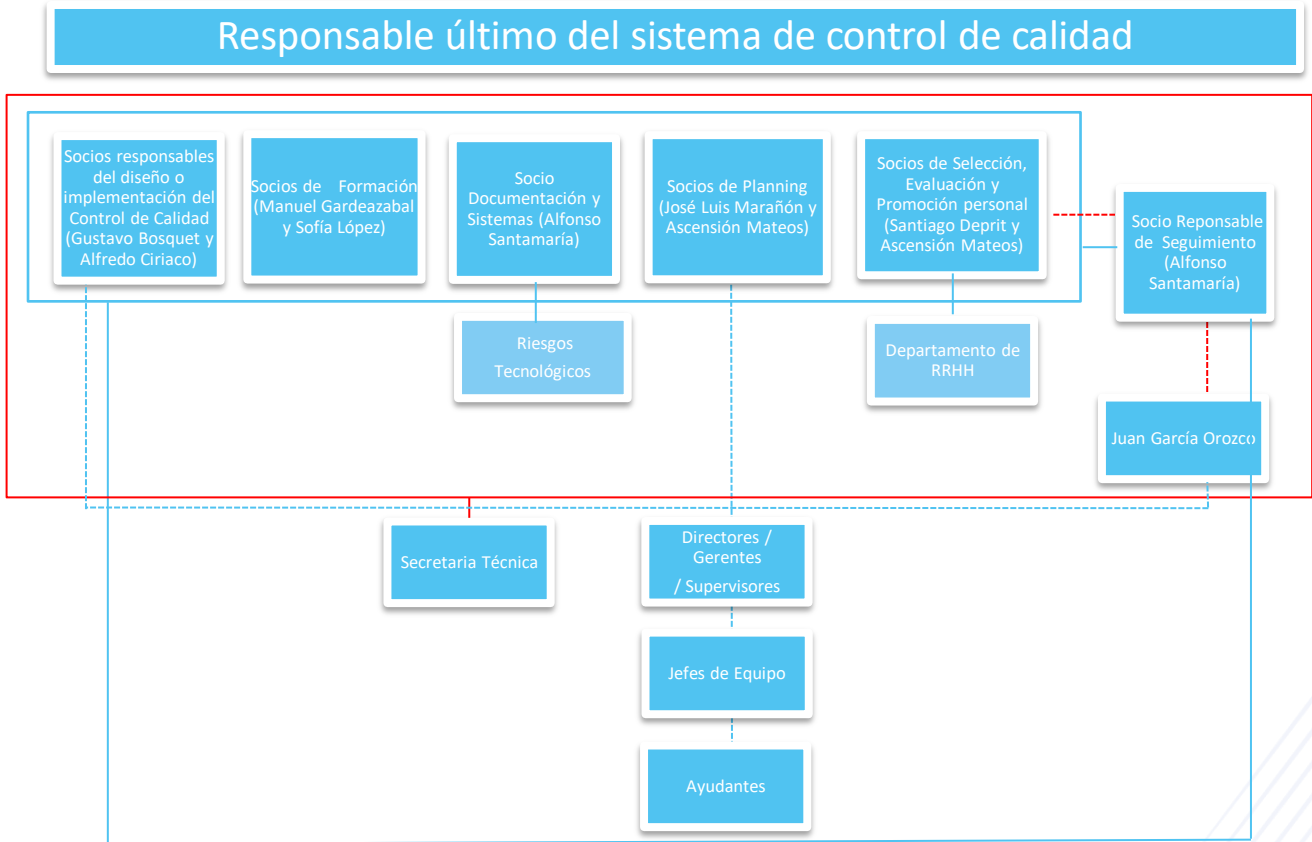 Responsable último del sistema de control de calidad
Socios responsables
del diseño o
implementación del
Control de Calidad
(Gustavo Bosquet y
Alfredo Ciriaco)
Socios de Formación
(Manuel Gardeazabal
y Sofía López)
Socio
Documentación y
Sistemas (Alfonso
Santamaría)
Socios de Planning
(José Luis Marañón y
Ascensión Mateos)
Socios de Selección,
Evaluación y
Promoción personal
(Santiago Deprit y
Ascensión Mateos)
Socio Reponsable
de Seguimiento
(Alfonso
Santamaría)
Riesgos
Tecnológicos
Departamento de
RRHH
Juan García Orozco
Secretaria Técnica
Directores /
Gerentes
/ Supervisores
Jefes de Equipo
Ayudantes